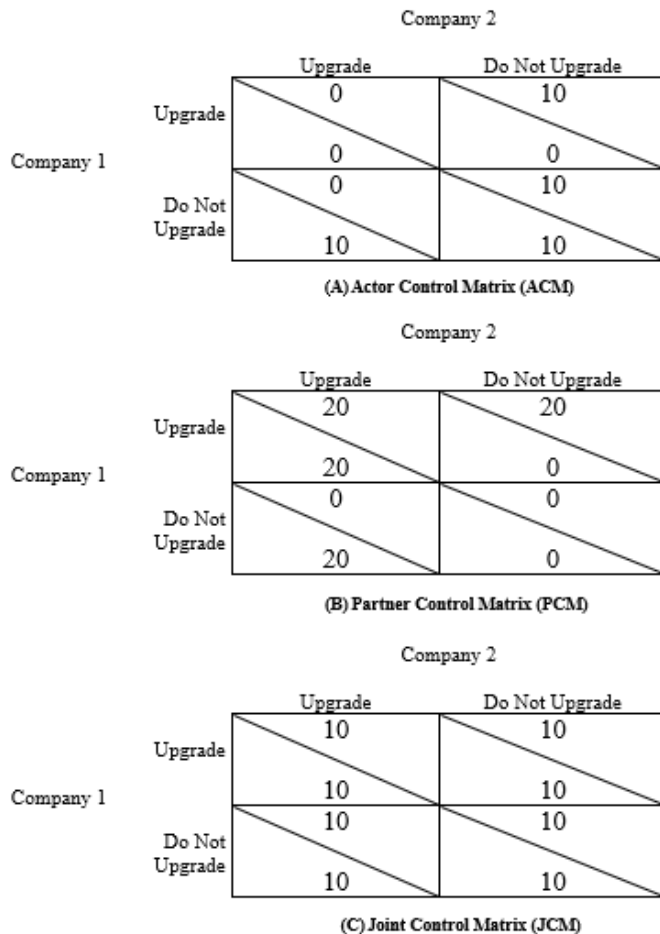 Company 2
Upgrade Do Not Upgrade
0 10
Upgrade
0 0
Company 1
0 10
Do Not
Upgrade
10 10
(A) Actor Control Matrix (ACM)
Company 2
Upgrade Do Not Upgrade
20 20
Upgrade
20 0
Company 1
0 0
Do Not
Upgrade
20 0
(B) Partner Control Matrix (PCM)
Company 2
Upgrade Do Not Upgrade
10 10
Upgrade
10 10
Company 1
10 10
Do Not
Upgrade
10 10
(C) Joint Control Matrix (JCM)